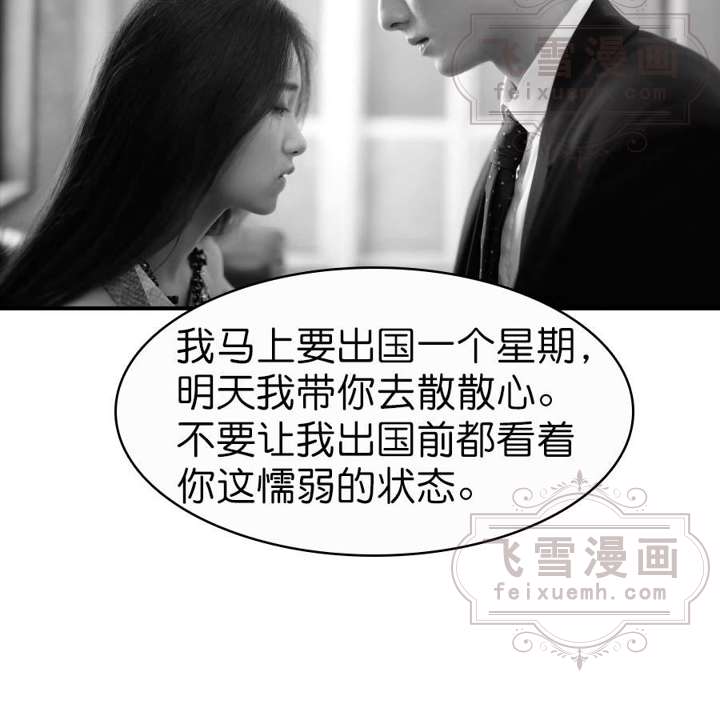 飞雪漫画
feixuemh.com
我马上要出国一个星期，
明天我带你去散散心。
不要让我出国前都看着
你这懦弱的状态。
飞雪漫画
feixuemh.com